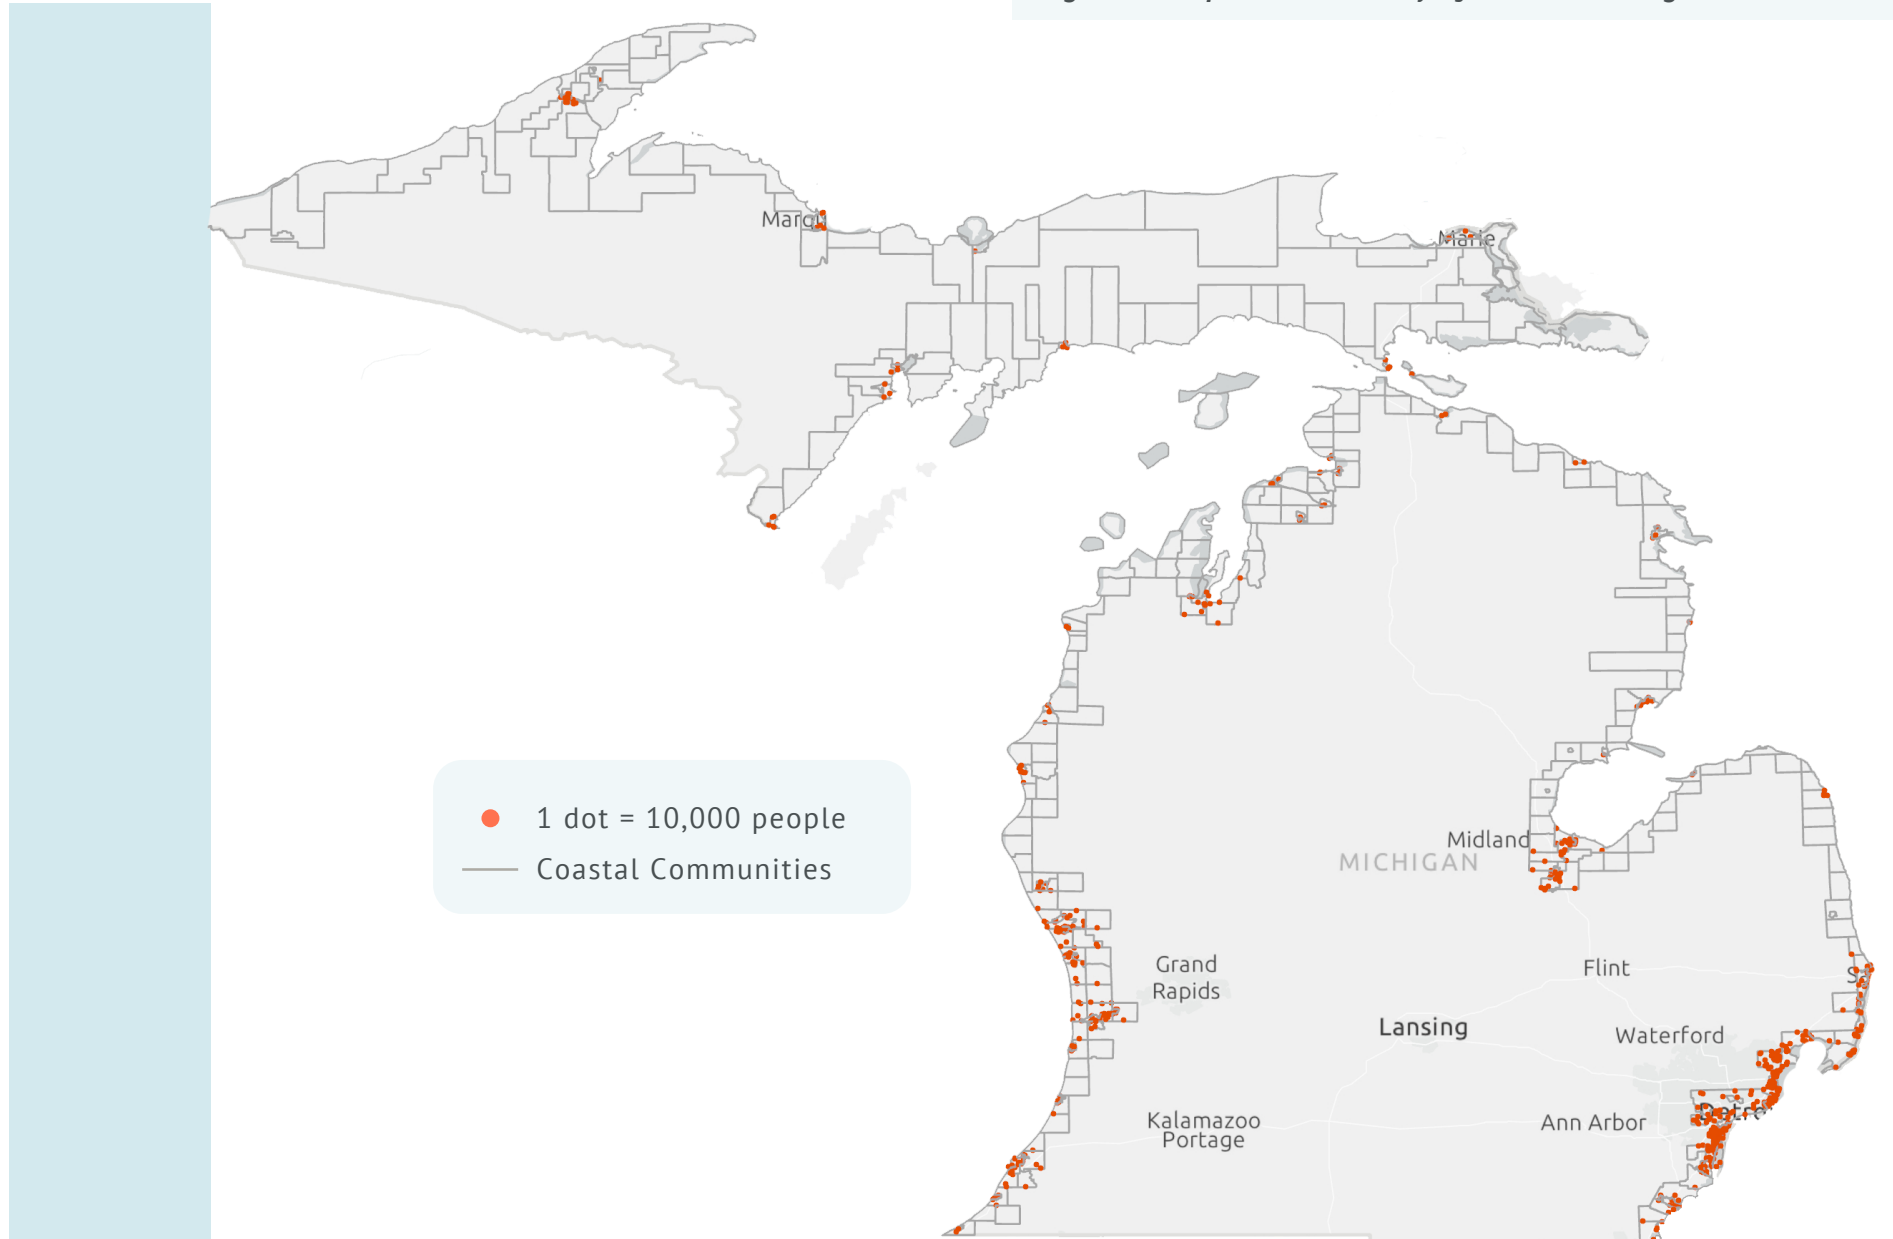 Marq
Marie
1 dot = 10,000 people
Coastal Communities
Midland
MICHIGAN
Grand
Rapids
Flint
Lansing
Waterford
Kalamazoo
Portage
Ann Arbor
Detro